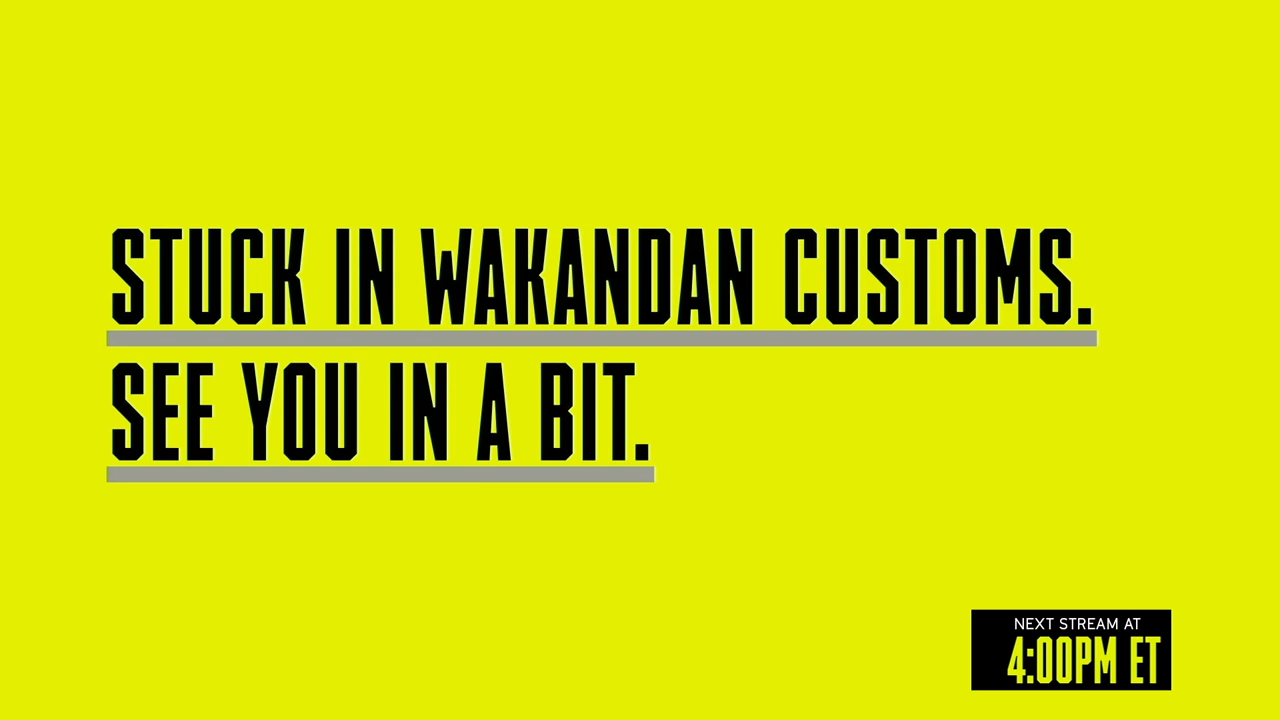 STUCK IN WAKANDAN CUSTOMS.
SEE YOU IN A BIT.
NEXT STREAM AT
4:00PM ET